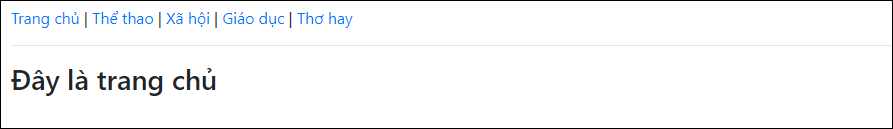 Trang chủ | Thể thao | Xã hội | Giáo dục | Thơ hay
Đây là trang chủ